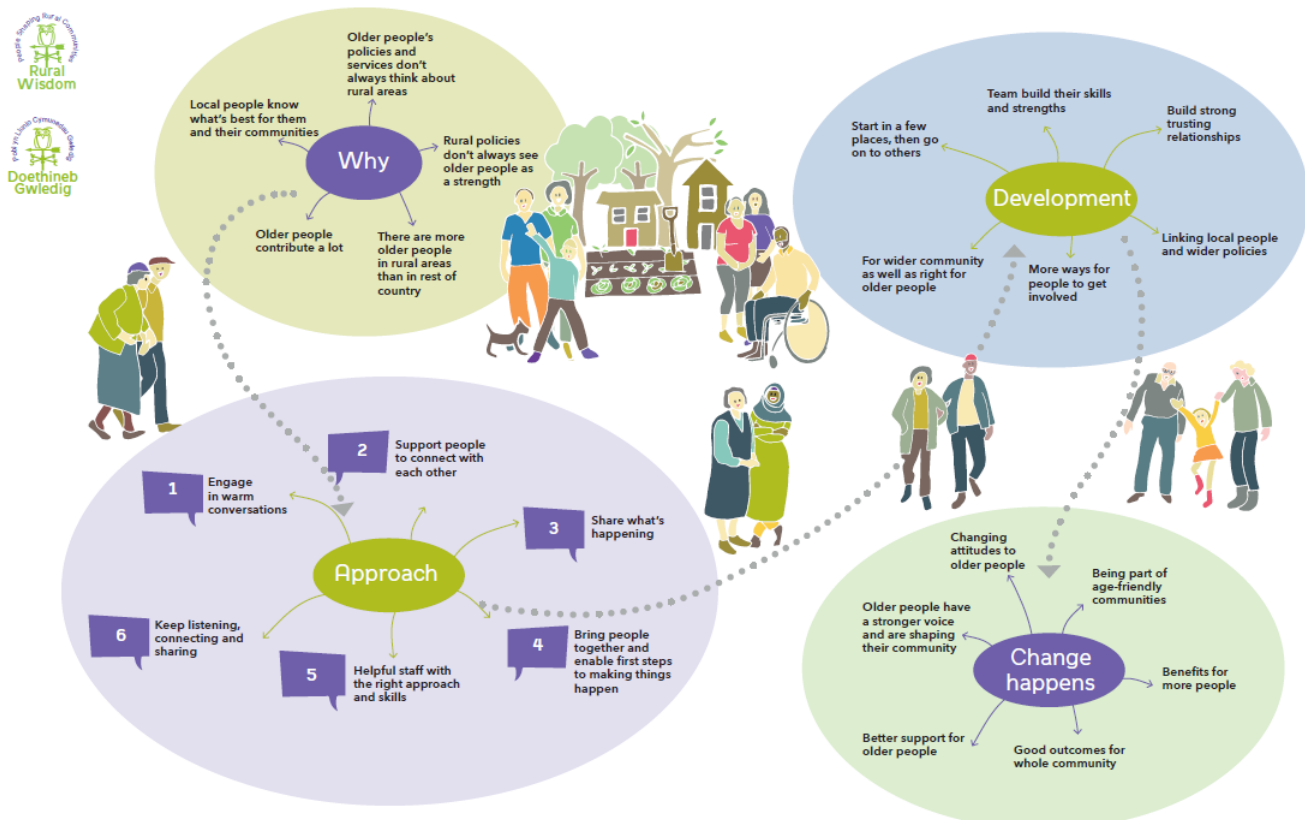 People Shaping Rural Communities
Rural
Wisdom
Pobl yn Llunio Cymunedau Gwledig
Doethineb
Gwledig
Why
Older people's
policies and
services don't
always think about
rural areas
Local people know
what's best for them
and their communities
Rural policies
don't always see
older people as
a strength
Older people
contribute a lot
There are more
older people
in rural areas
than in rest of
country
Approach
1
Engage
in warm
conversations
2
Support people
to connect with
each other
3
Share what's
happening
4
Bring people
together and
enable first steps
to making things
happen
5
Helpful staff with
the right approach
and skills
6
Keep listening,
connecting and
sharing
Development
Team build their skills
and strengths
Start in a few
places, then go
on to others
Build strong
trusting
relationships
For wider community
as well as right for
older people
More ways for
people to get
involved
Linking local people
and wider policies
Change
happens
Changing
attitudes to
older people
Being part of
age-friendly
communities
Older people have
a stronger voice
and are shaping
their community
Benefits for
more people
Better support for
older people
Good outcomes for
whole community